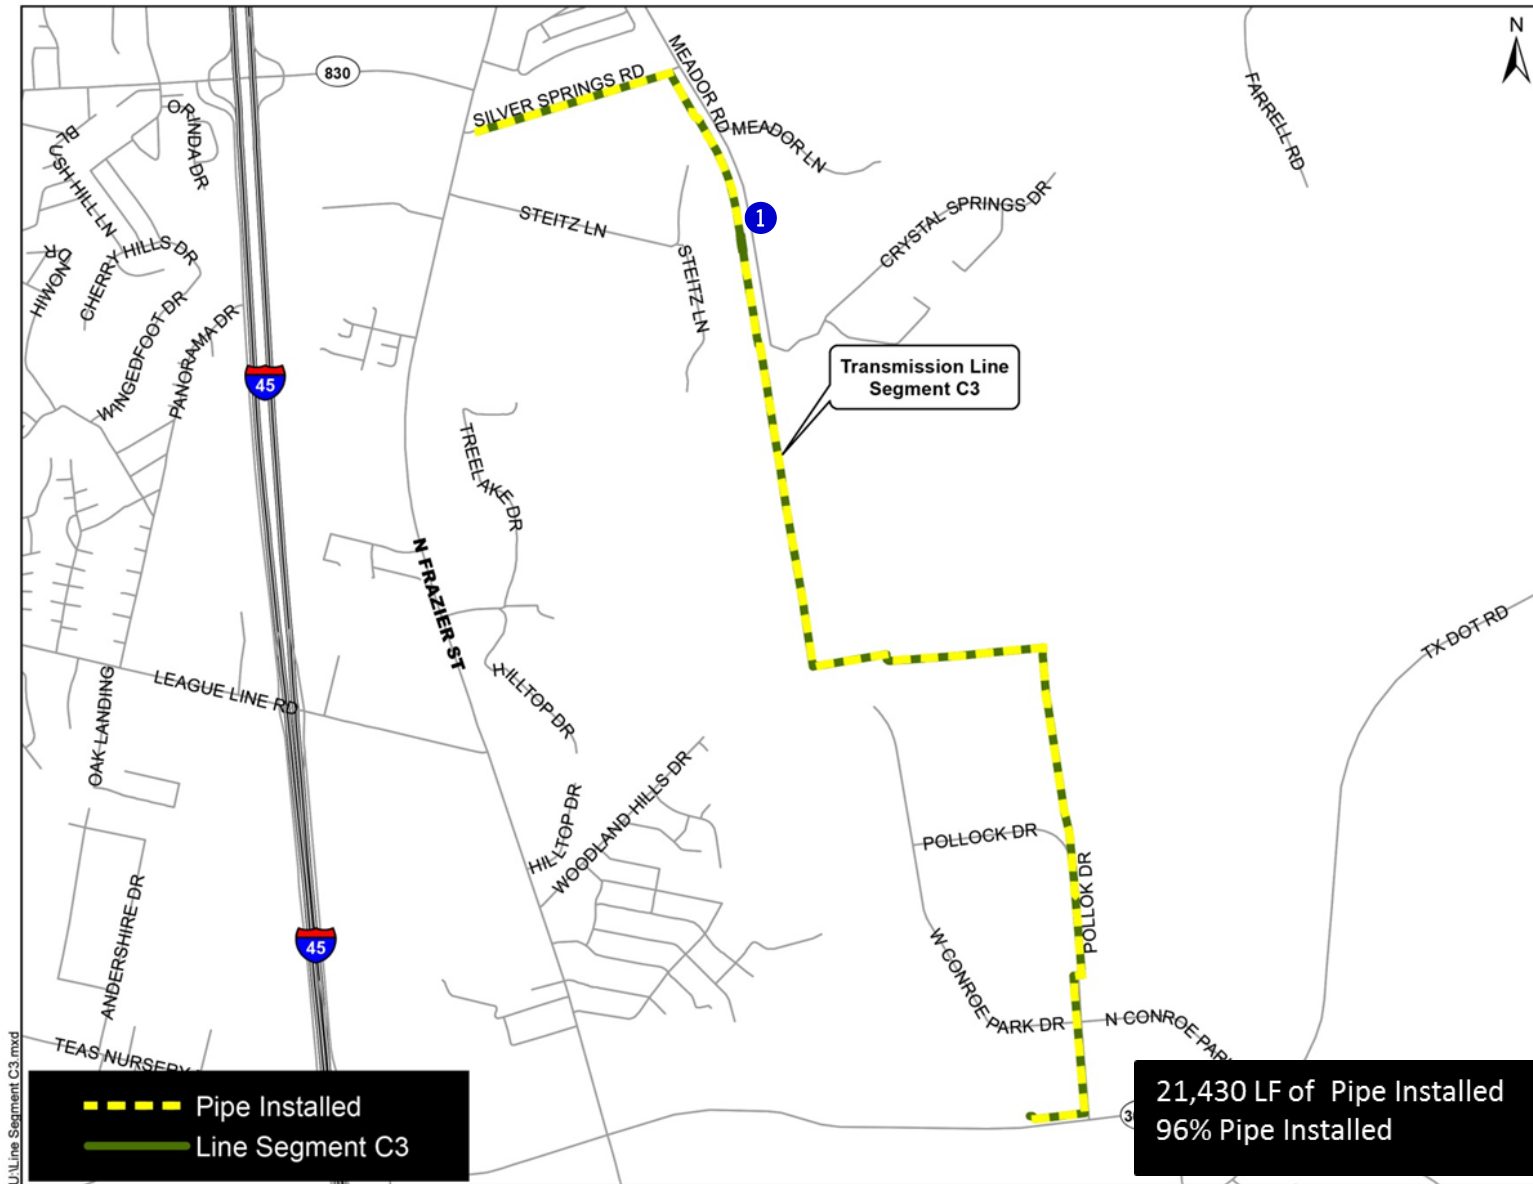 N
830
SILVER SPRINGS RD
MEADOR RD
MEADOR LN
FARRELL RD
ORINDA DR
BLUSH HILL LN
STEITZ LN
1
CRYSTAL SPRINGS DR
CHERRY HILLS DR
HIWON DR
WINGEDFOOT DR
PANORAMA DR
STEITZ LN
45
Transmission Line
Segment C3
TREELAKE DR
N FRAZIER ST
TX DOT RD
LEAGUE LINE RD
OAK LANDING
HILLTOP DR
WOODLAND HILLS DR
HILLTOP DR
POLLOCK DR
POLLOK DR
ANDERSHIRE DR
45
W CONROE PARK DR
N CONROE PARK
TEAS NURSERY
U:\Line Segment C3.mxd
Pipe Installed
Line Segment C3
21,430 LF of Pipe Installed
96% Pipe Installed